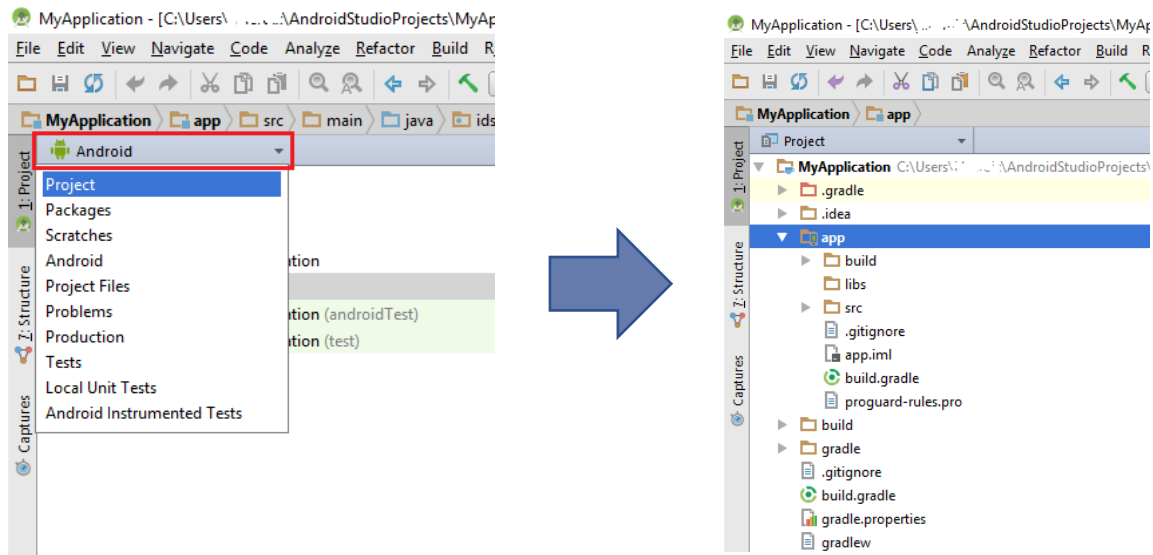 MyApplication - [C:\Users\ \AndroidStudioProjects\MyAp
File Edit View Navigate Code Analyze Refactor Build R
MyApplication app src main java ids
Android
1: Project
Project
Packages
Scratches
Android
Project Files
Problems
Production
Tests
Local Unit Tests
Android Instrumented Tests
ation
ation (androidTest)
ation (test)
7: Structure
Captures
MyApplication - [C:\Users\ \AndroidStudioProjects\MyAp
File Edit View Navigate Code Analyze Refactor Build R
MyApplication app
Project
1: Project
MyApplication C:\Users\ \AndroidStudioProjects\
.gradle
.idea
app
build
libs
src
.gitignore
app.iml
build.gradle
proguard-rules.pro
build
gradle
.gitignore
build.gradle
gradle.properties
gradlew
7: Structure
Captures